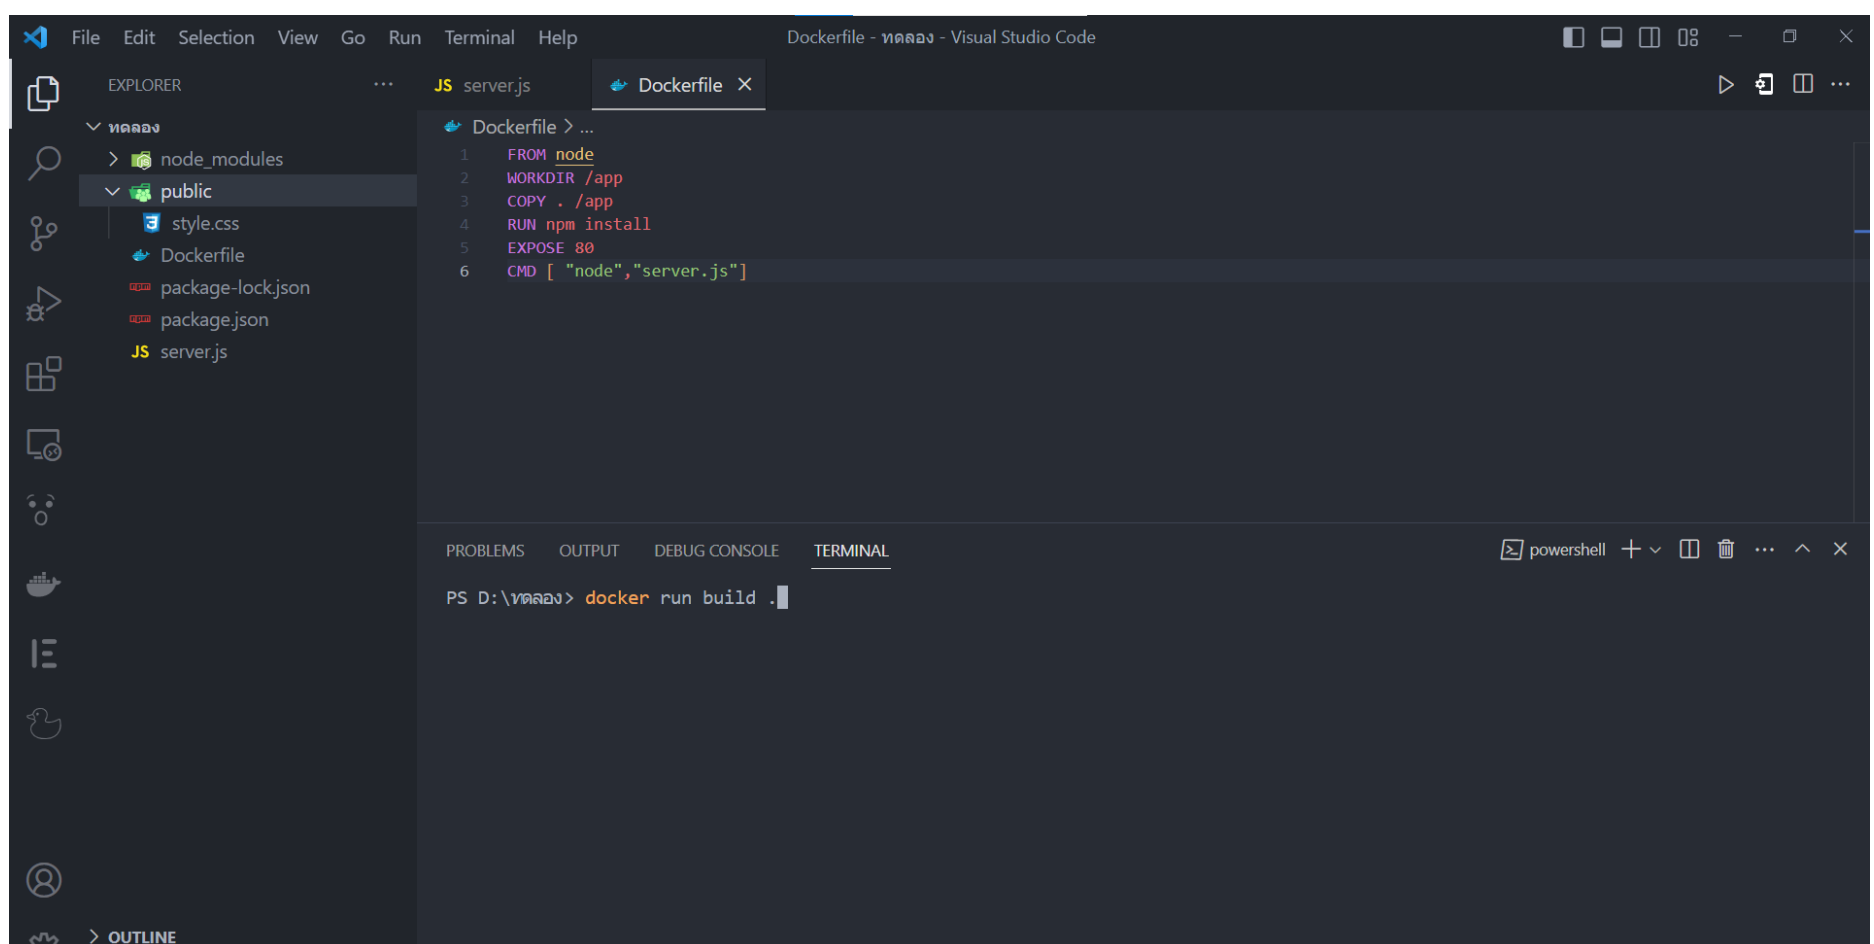 File Edit Selection View Go Run Terminal Help
Dockerfile - ทดลอง - Visual Studio Code
EXPLORER
ทดลอง
node_modules
public
style.css
Dockerfile
package-lock.json
package.json
JS server.js
OUTLINE
JS server.js
Dockerfile
Dockerfile > ...
1 FROM node
2 WORKDIR /app
3 COPY . /app
4 RUN npm install
5 EXPOSE 80
6 CMD [ "node","server.js"]
PROBLEMS OUTPUT DEBUG CONSOLE TERMINAL
powershell
PS D:\ทดลอง> docker run build .